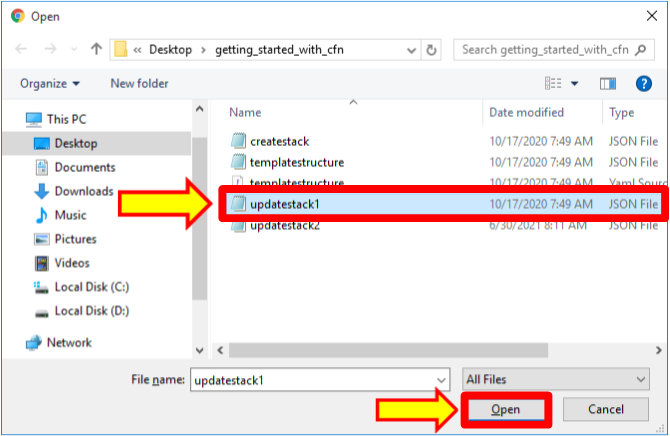 Open
« Desktop › getting_started_with_cfn
Search getting_started_with_cfn
Organize
New folder
?
This PC
Desktop
Documents
Downloads
Music
Pictures
Videos
Local Disk (C:)
Local Disk (D:)
Network
Name Date modified Type
createstack 10/17/2020 7:49 AM JSON File
templatestructure 10/17/2020 7:49 AM JSON File
templatestructure 10/17/2020 7:49 AM Yaml Sourc
updatestack1 10/17/2020 7:49 AM JSON File
updatestack2 6/30/2021 8:11 AM JSON File
File name: updatestack1
All Files
Open
Cancel